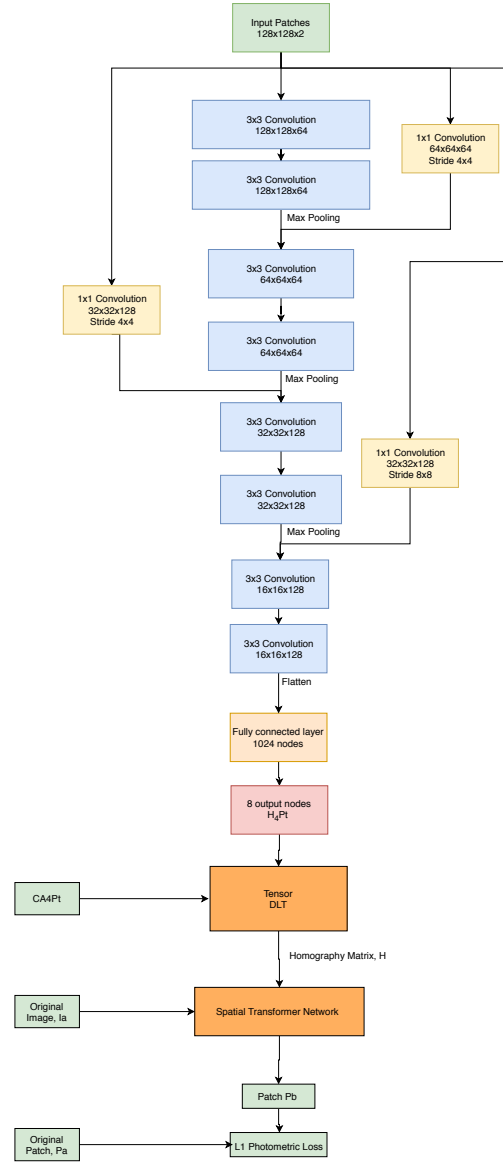 Input Patches
128x128x2
3x3 Convolution
128x128x64
1x1 Convolution
64x64x64
Stride 4x4
3x3 Convolution
128x128x64
Max Pooling
3x3 Convolution
64x64x64
1x1 Convolution
32x32x128
Stride 4x4
3x3 Convolution
64x64x64
Max Pooling
3x3 Convolution
32x32x128
1x1 Convolution
32x32x128
Stride 8x8
3x3 Convolution
32x32x128
Max Pooling
3x3 Convolution
16x16x128
3x3 Convolution
16x16x128
Flatten
Fully connected layer
1024 nodes
8 output nodes
H4Pt
CA4Pt
Tensor
DLT
Homography Matrix, H
Original
Image, Ia
Spatial Transformer Network
Patch Pb
Original
Patch, Pa
L1 Photometric Loss